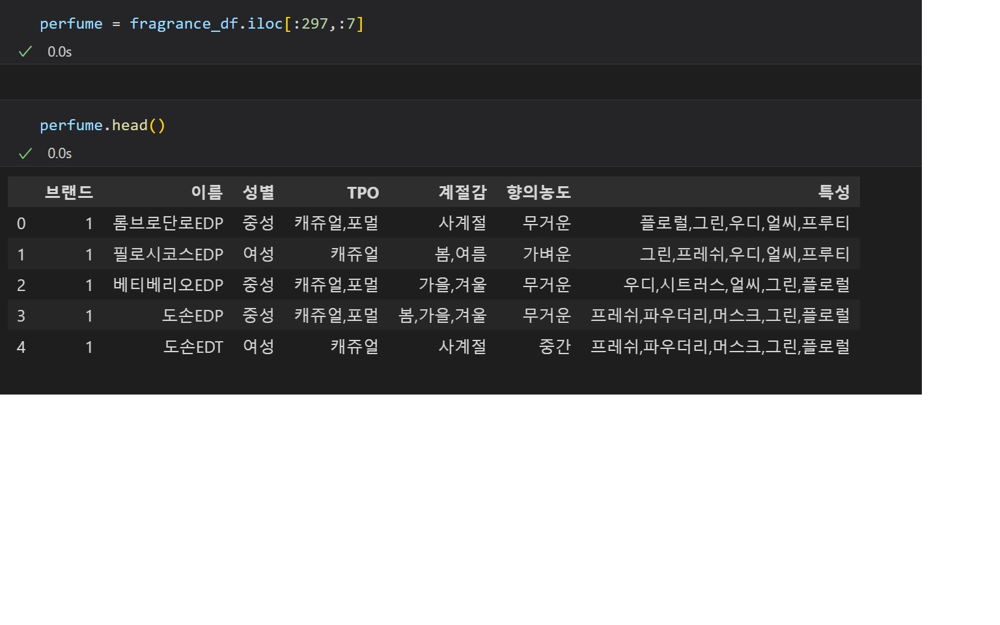 perfume = fragrance_df.iloc[:297,:7]
0.0s
perfume.head()
0.0s
브랜드 이름 성별 TPO 계절감 향의농도 특성
0 1 롬브로단로EDP 중성 캐쥬얼,포멀 사계절 무거운 플로럴,그린,우디,얼씨,프루티
1 1 필로시코스EDP 여성 캐쥬얼 봄,여름 가벼운 그린,프레쉬,우디,얼씨,프루티
2 1 베티베리오EDP 중성 캐쥬얼,포멀 가을,겨울 무거운 우디,시트러스,얼씨,그린,플로럴
3 1 도손EDP 중성 캐쥬얼,포멀 봄,가을,겨울 무거운 프레쉬,파우더리,머스크,그린,플로럴
4 1 도손EDT 여성 캐쥬얼 사계절 중간 프레쉬,파우더리,머스크,그린,플로럴